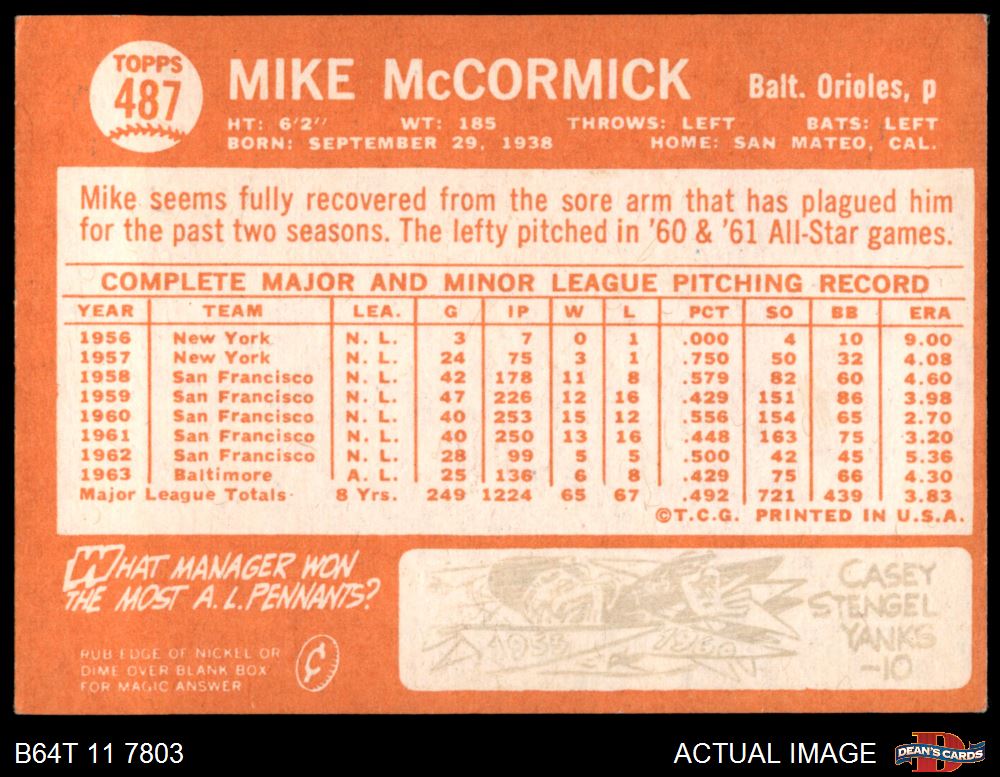 TOPPS
487
MIKE McCORMICK
Balt. Orioles, p
HT: 6'2" WT: 185 THROWS: LEFT BATS: LEFT
BORN: SEPTEMBER 29, 1938 HOME: SAN MATEO, CAL.
Mike seems fully recovered from the sore arm that has plagued him
for the past two seasons. The lefty pitched in '60 & '61 All-Star games.
COMPLETE MAJOR AND MINOR LEAGUE PITCHING RECORD
YEAR TEAM LEA. G IP W L PCT SO BB ERA
1956 New York N. L. 3 7 0 1 .000 4 10 9.00
1957 New York N. L. 24 75 3 1 .750 50 32 4.08
1958 San Francisco N. L. 42 178 11 8 .579 82 60 4.60
1959 San Francisco N. L. 47 226 12 16 .429 151 86 3.98
1960 San Francisco N. L. 40 253 15 12 .556 154 65 2.70
1961 San Francisco N. L. 40 250 13 16 .448 163 75 3.20
1962 San Francisco N. L. 28 99 5 5 .500 42 45 5.36
1963 Baltimore A. L. 25 136 6 8 .429 75 66 4.30
Major League Totals 8 Yrs. 249 1224 65 67 .492 721 439 3.83
©T.C.G. PRINTED IN U.S.A.
WHAT MANAGER WON
THE MOST A.L. PENNANTS?
RUB EDGE OF NICKEL OR
DIME OVER BLANK BOX
FOR MAGIC ANSWER
CASEY
STENGEL
YANKS
-10
1960
B64T 11 7803
ACTUAL IMAGE
DEAN'S CARDS